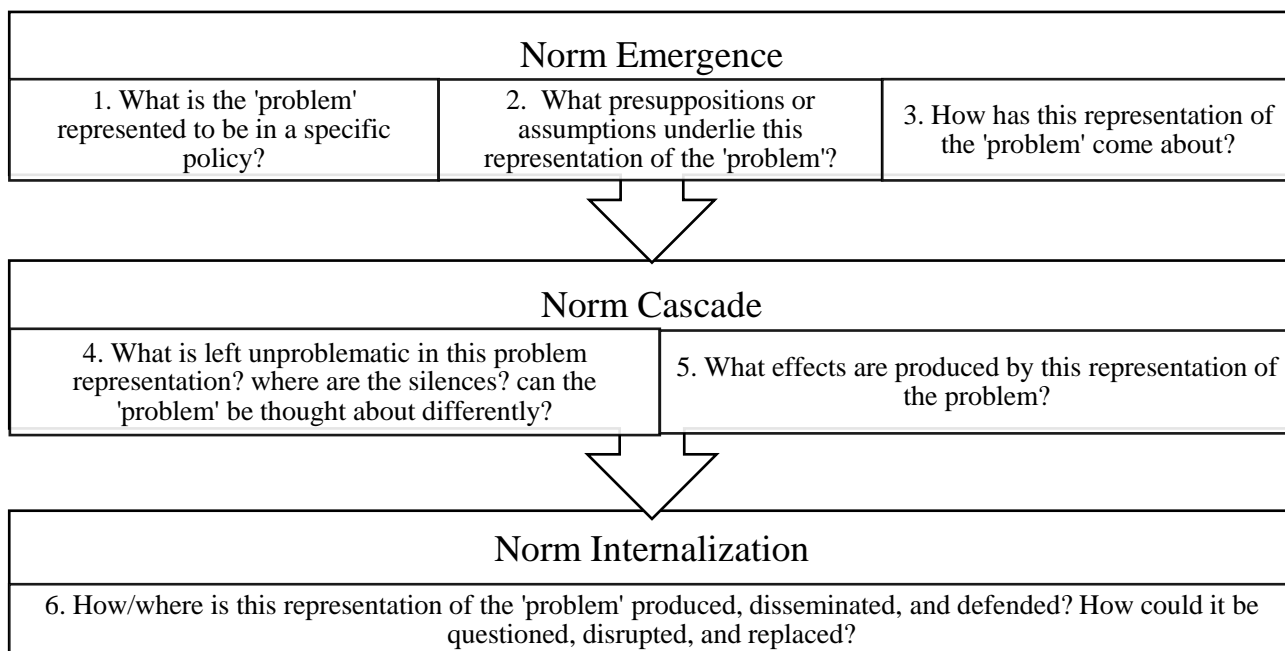 Norm Emergence
1. What is the 'problem'
represented to be in a specific
policy?
2.  What presuppositions or
assumptions underlie this
representation of the 'problem'?
3. How has this representation of
the 'problem' come about?
Norm Cascade
4. What is left unproblematic in this problem
representation? where are the silences? can the
'problem' be thought about differently?
5. What effects are produced by this representation of
the problem?
Norm Internalization
6. How/where is this representation of the 'problem' produced, disseminated, and defended? How could it be
questioned, disrupted, and replaced?